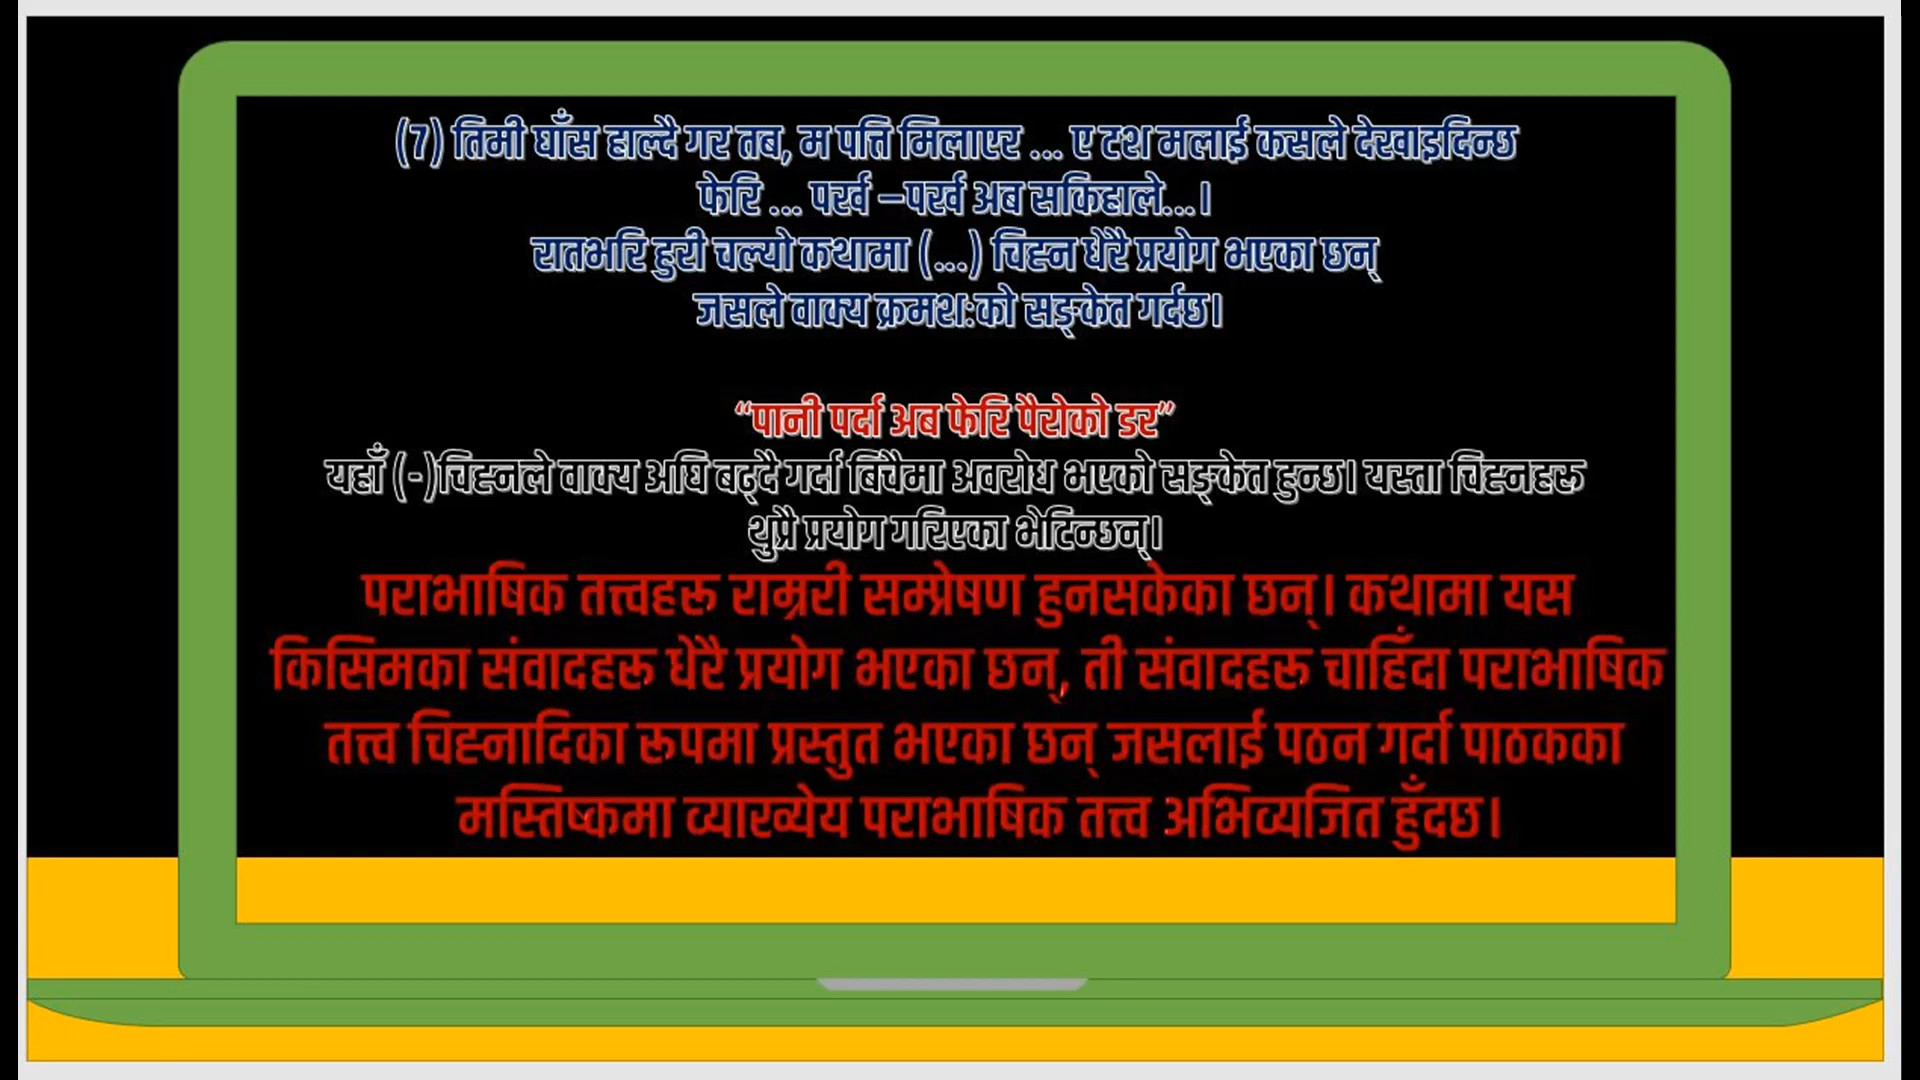 (7) तिमी घाँस हाल्दै गर तब, म पत्ति मिलाएर ... ए टश मलाई कसले देखाइदिन्छ
फेरि ... पर्ख –पर्ख अब सकिहाले...।
रातभरि हुरी चल्यो कथामा (...) चिह्न धेरै प्रयोग भएका छन्
जसले वाक्य क्रमशःको सङ्केत गर्दछ।
“पानी पर्दा अब फेरि पैरोको डर”
यहाँ (-)चिह्नले वाक्य अघि बढ्दै गर्दा बिचैमा अवरोध भएको सङ्केत हुन्छ। यस्ता चिह्नहरू
थुप्रै प्रयोग गरिएका भेटिन्छन्।
पराभाषिक तत्त्वहरू राम्ररी सम्प्रेषण हुनसकेका छन्। कथामा यस
किसिमका संवादहरू धेरै प्रयोग भएका छन्, ती संवादहरू चाहिँदा पराभाषिक
तत्त्व चिह्नादिका रूपमा प्रस्तुत भएका छन् जसलाई पठन गर्दा पाठकका
मस्तिष्कमा व्याख्येय पराभाषिक तत्त्व अभिव्यजित हुँदछ।